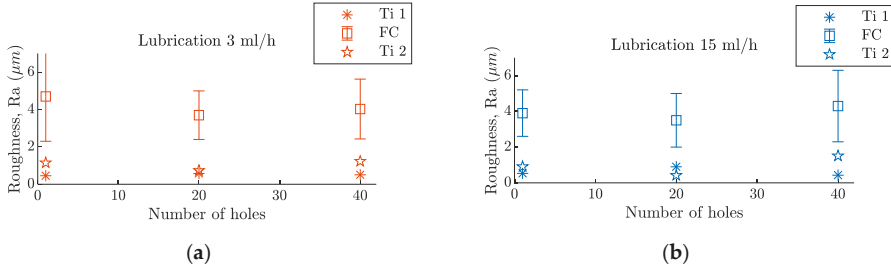 Ti 1
FC
Ti 2
Lubrication 3 ml/h
Roughness, Ra (μm)
6
4
2
0
0 10 20 30 40
Number of holes
(a)
Ti 1
FC
Ti 2
Lubrication 15 ml/h
Roughness, Ra (μm)
6
4
2
0
0 10 20 30 40
Number of holes
(b)